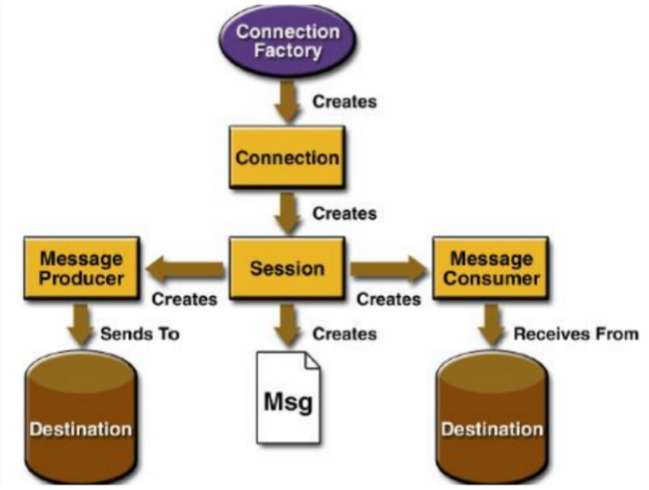 Connection
Factory
Creates
Connection
Creates
Message
Producer
Session
Message
Consumer
Creates
Creates
Sends To
Creates
Receives From
Destination
Msg
Destination